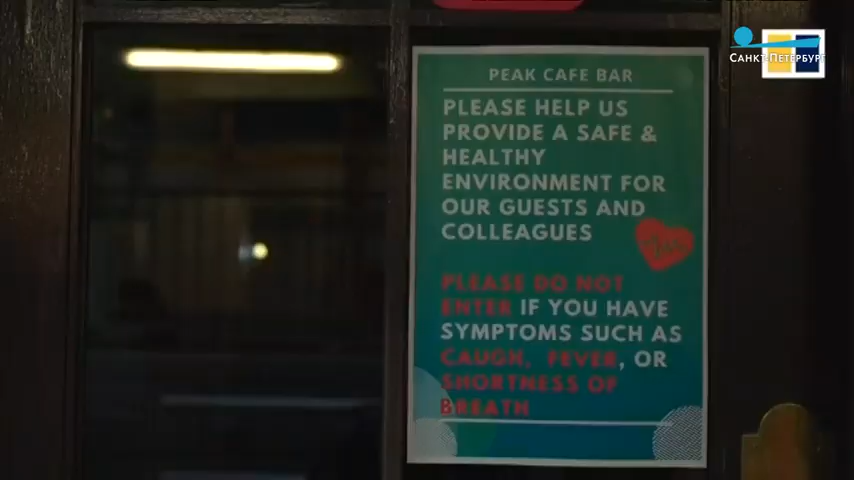 САНКТ-ПЕТЕРБУРГ
PEAK CAFE BAR
PLEASE HELP US
PROVIDE A SAFE &
HEALTHY
ENVIRONMENT FOR
OUR GUESTS AND
COLLEAGUES
PLEASE DO NOT
ENTER IF YOU HAVE
SYMPTOMS SUCH AS
CAUGH, FEVER, OR
SHORTNESS OF
BREATH